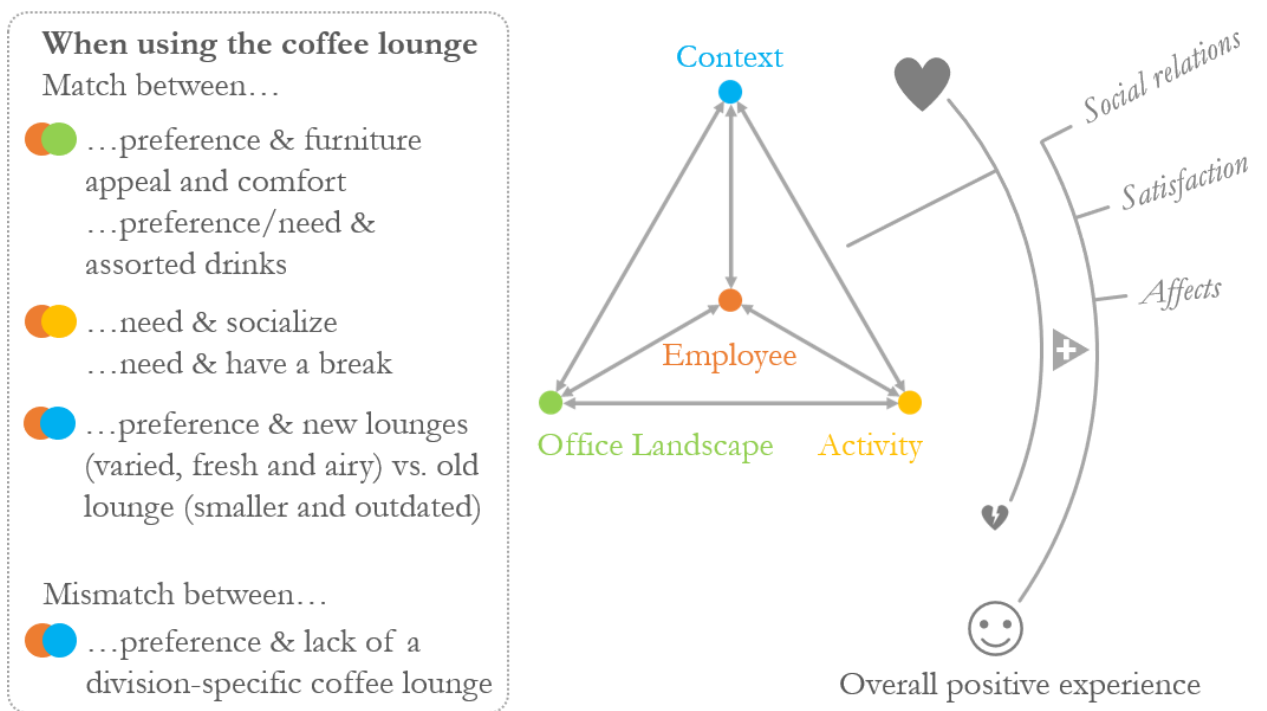 When using the coffee lounge
Match between…
…preference & furniture
appeal and comfort
…preference/need &
assorted drinks
…need & socialize
…need & have a break
…preference & new lounges
(varied, fresh and airy) vs. old
lounge (smaller and outdated)
Mismatch between…
…preference & lack of a
division-specific coffee lounge
Context
Employee
Office Landscape
Activity
Social relations
Satisfaction
Affects
Overall positive experience